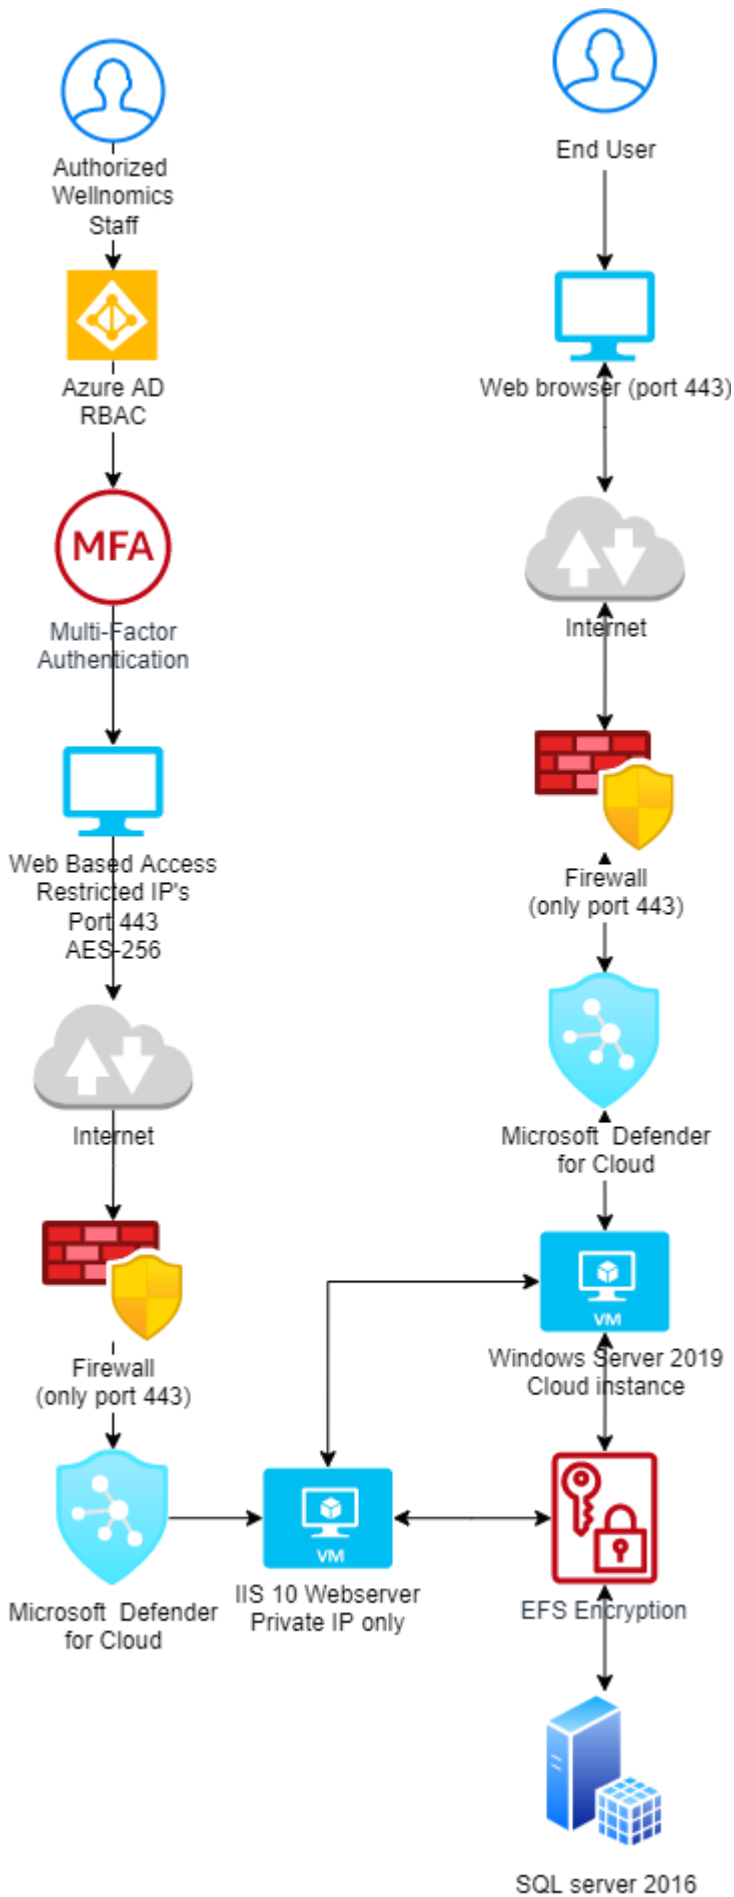 Authorized
Wellnomics
Staff
Azure AD
RBAC
MFA
Multi-Factor
Authentication
Web Based Access
Restricted IP's
Port 443
AES-256
Internet
Firewall
(only port 443)
Microsoft Defender
for Cloud
VM
IIS 10 Webserver
Private IP only
End User
Web browser (port 443)
Internet
Firewall
(only port 443)
Microsoft Defender
for Cloud
VM
Windows Server 2019
Cloud instance
EFS Encryption
SQL server 2016